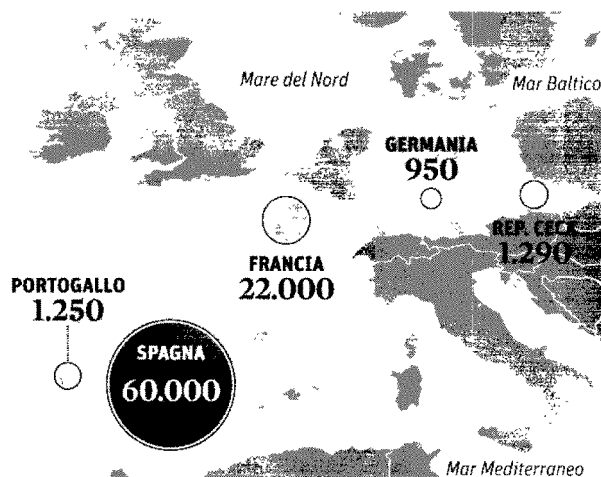 Mare del Nord
Mar Baltico
GERMANIA
950
REP. CECA
1.290
FRANCIA
22.000
PORTOGALLO
1.250
SPAGNA
60.000
Mar Mediterraneo